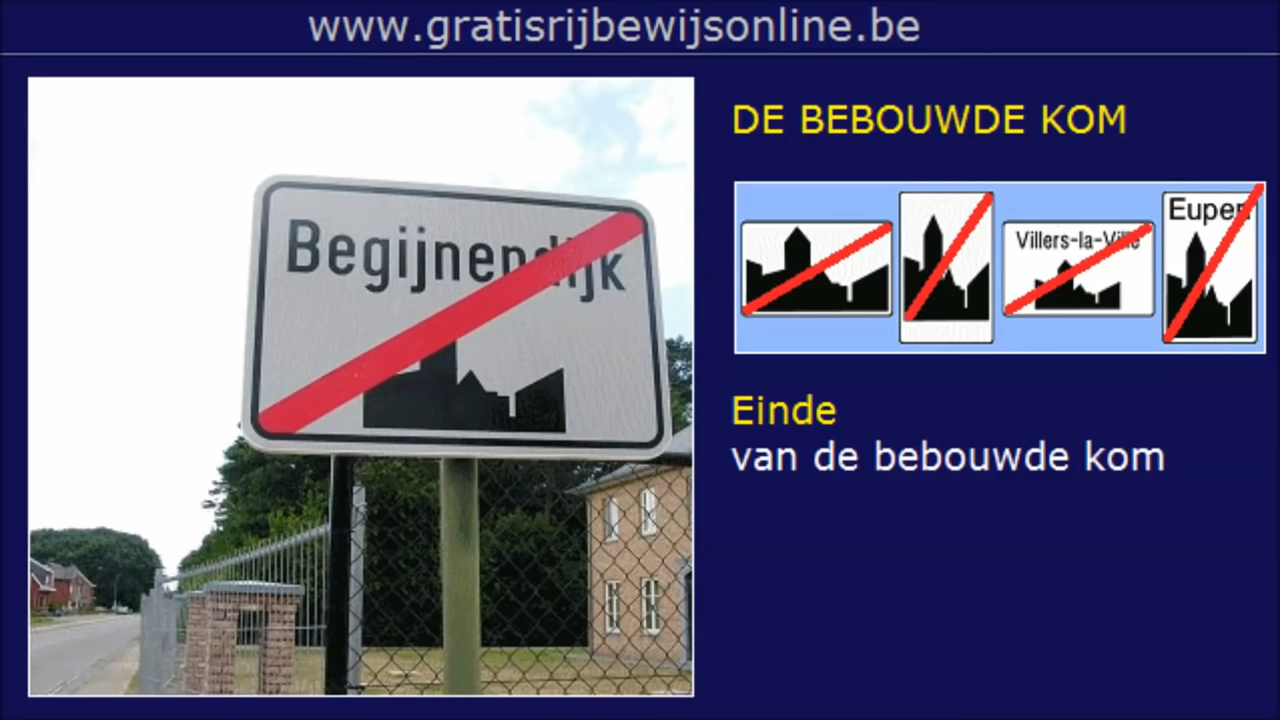 www.gratisrijbewijsonline.be
Begijnendijk
DE BEBOUWDE KOM
Villers-la-Ville
Eupen
Einde
van de bebouwde kom